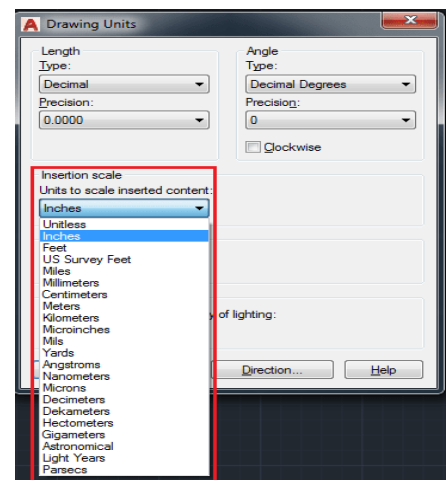 Drawing Units
Length
Type:
Decimal
Precision:
0.0000
Angle
Type:
Decimal Degrees
Precision:
0
Clockwise
Insertion scale
Units to scale inserted content:
Inches
Unitless
Inches
Feet
US Survey Feet
Miles
Millimeters
Centimeters
Meters
Kilometers
Microinches
Mils
Yards
Angstroms
Nanometers
Microns
Decimeters
Dekameters
Hectometers
Gigameters
Astronomical
Light Years
Parsecs
of lighting:
Direction...
Help